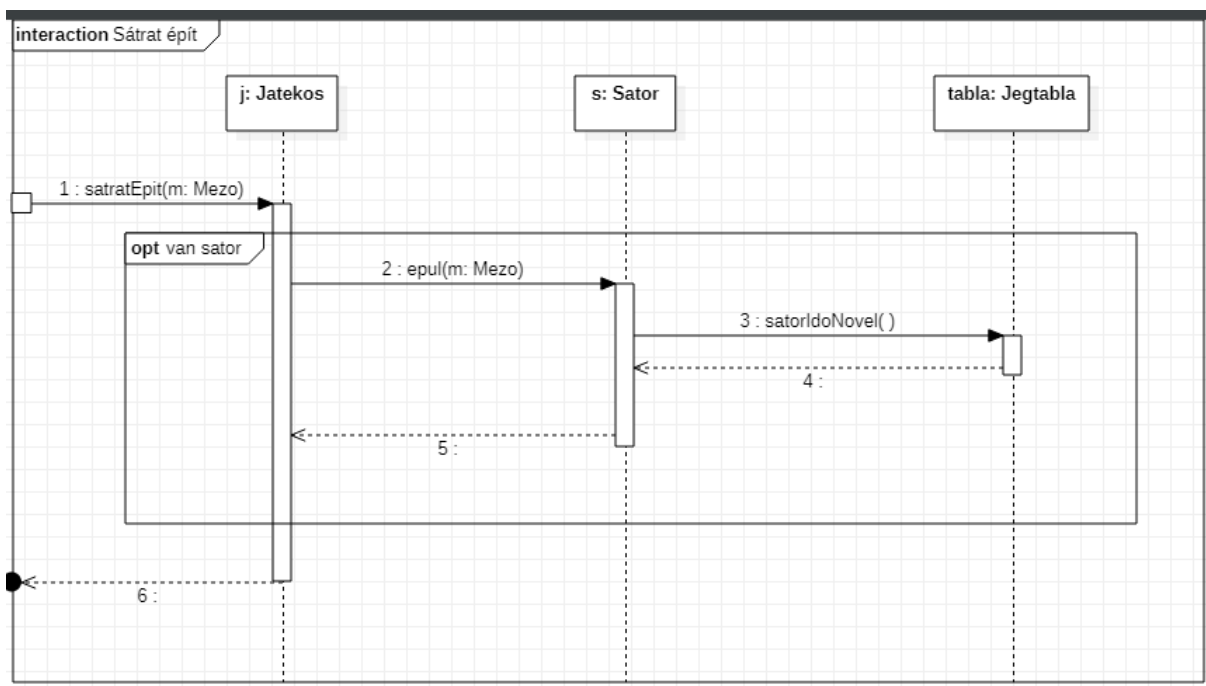 interaction Sátrat épít
j: Jatekos
s: Sator
tabla: Jegtabla
1 : satratEpit(m: Mezo)
opt van sator
2 : epul(m: Mezo)
3 : satorIdoNovel( )
4 :
5 :
6 :